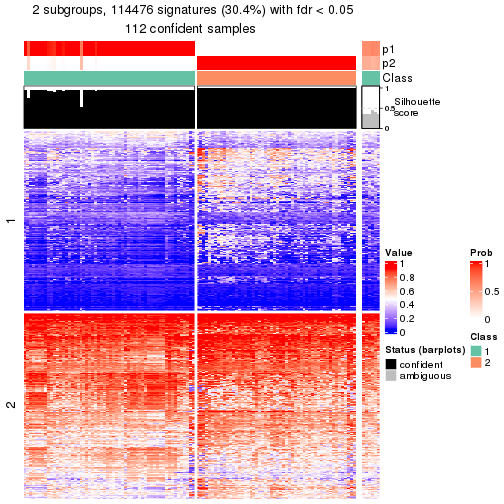 2 subgroups, 114476 signatures (30.4%) with fdr < 0.05
112 confident samples
p1
p2
Class
1
0.5
0
Silhouette
score
1
2
Value
1
0.8
0.6
0.4
0.2
0
Prob
1
0.5
0
Status (barplots)
confident
ambiguous
Class
1
2